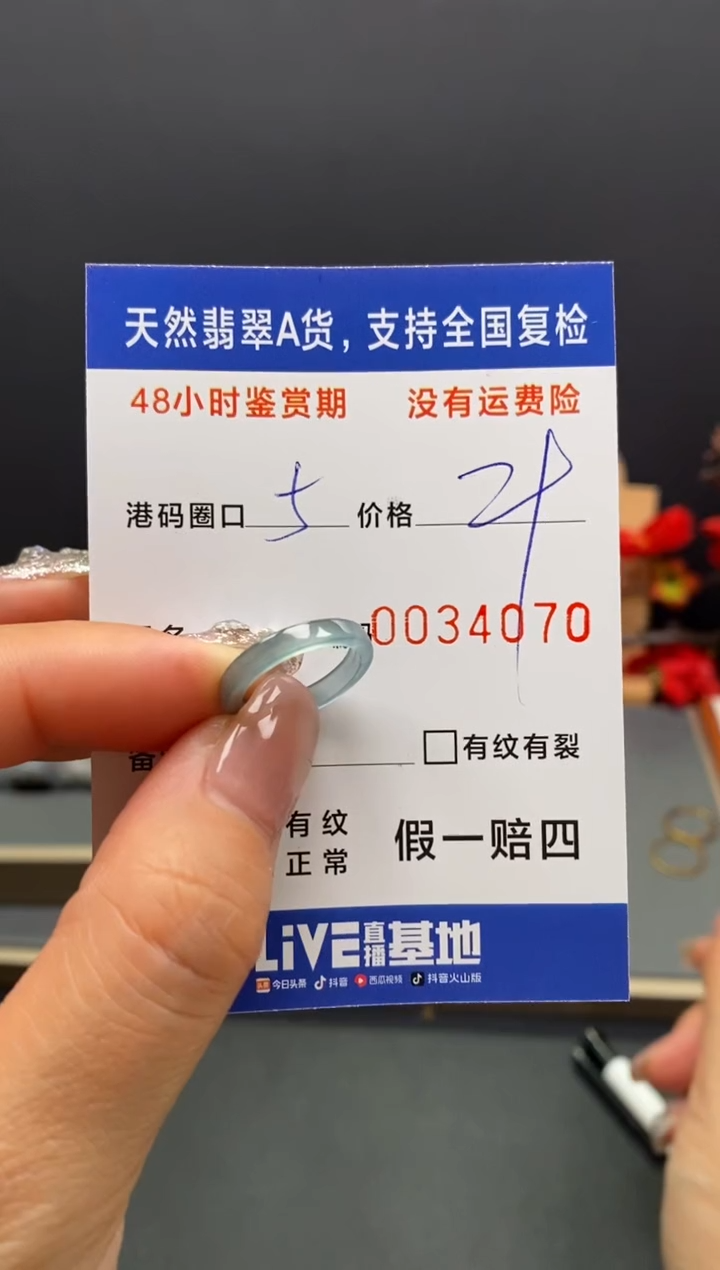 天然翡翠A货，支持全国复检
48小时鉴赏期 没有运费险
港码圈口 5 价格
0034070
备 □有纹有裂
有纹
正常 假一赔四
LiVE直播基地
今日头条 抖音 西瓜视频 抖音火山版